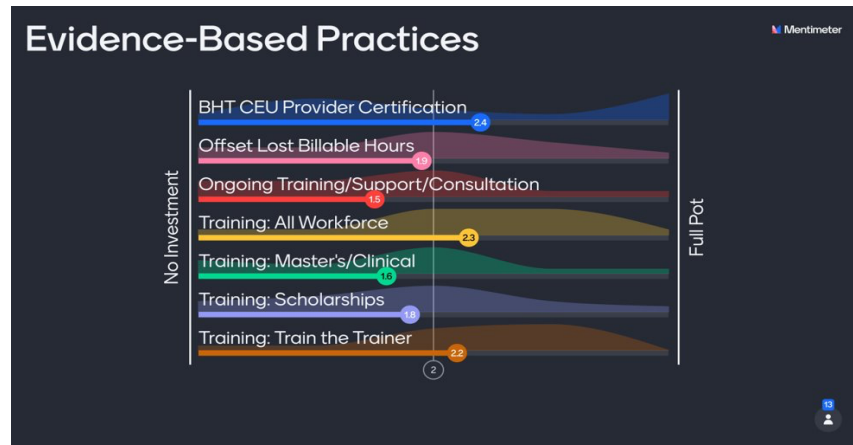 Evidence-Based Practices
Mentimeter
No Investment
BHT CEU Provider Certification
2.4
Offset Lost Billable Hours
1.9
Ongoing Training/Support/Consultation
1.5
Training: All Workforce
2.3
Training: Master's/Clinical
1.6
Training: Scholarships
1.8
Training: Train the Trainer
2.2
2
Full Pot
13